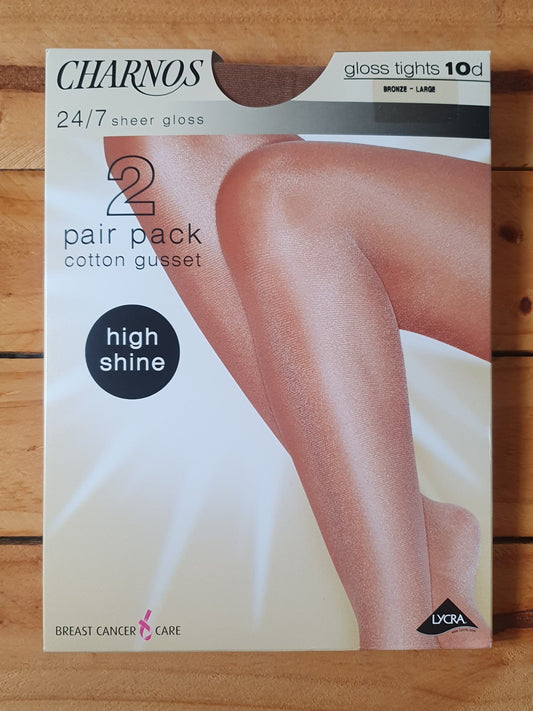 CHARNOS
gloss tights 10d
BRONZE - LARGE
24/7 sheer gloss
2
pair pack
cotton gusset
high
shine
BREAST CANCER CARE
LYCRA